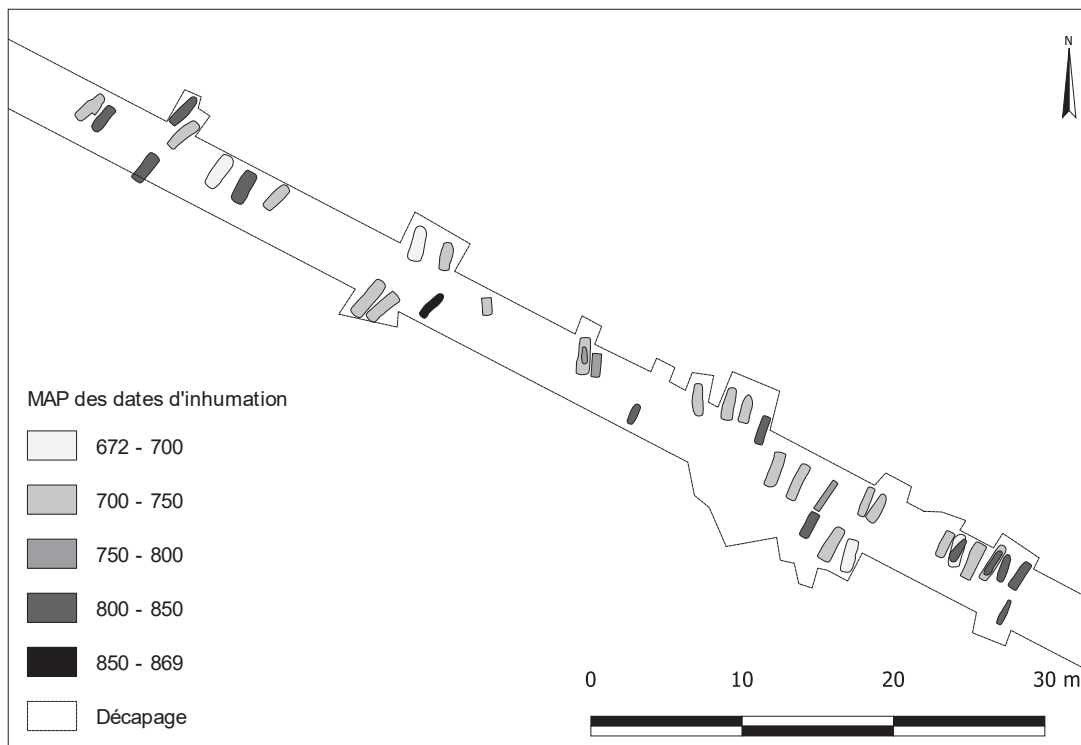 N
MAP des dates d'inhumation
672 - 700
700 - 750
750 - 800
800 - 850
850 - 869
Décapage
0 10 20 30 m